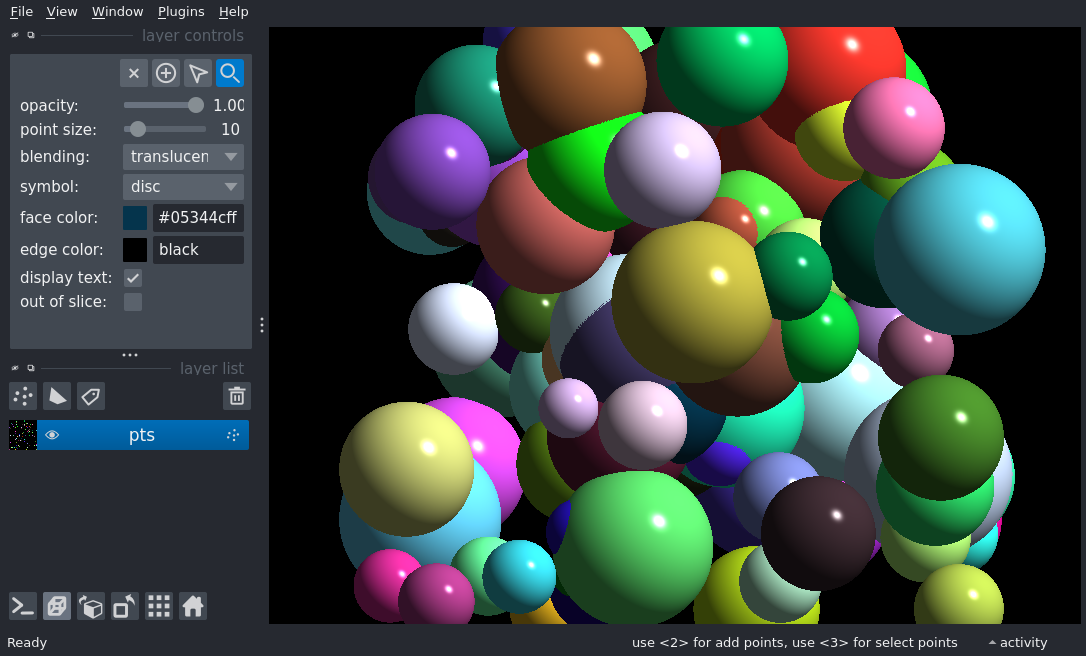 File View Window Plugins Help
layer controls
opacity: 1.00
point size: 10
blending: translucen
symbol: disc
face color: #05344cff
edge color: black
display text:
out of slice:
layer list
pts
Ready use <2> for add points, use <3> for select points activity